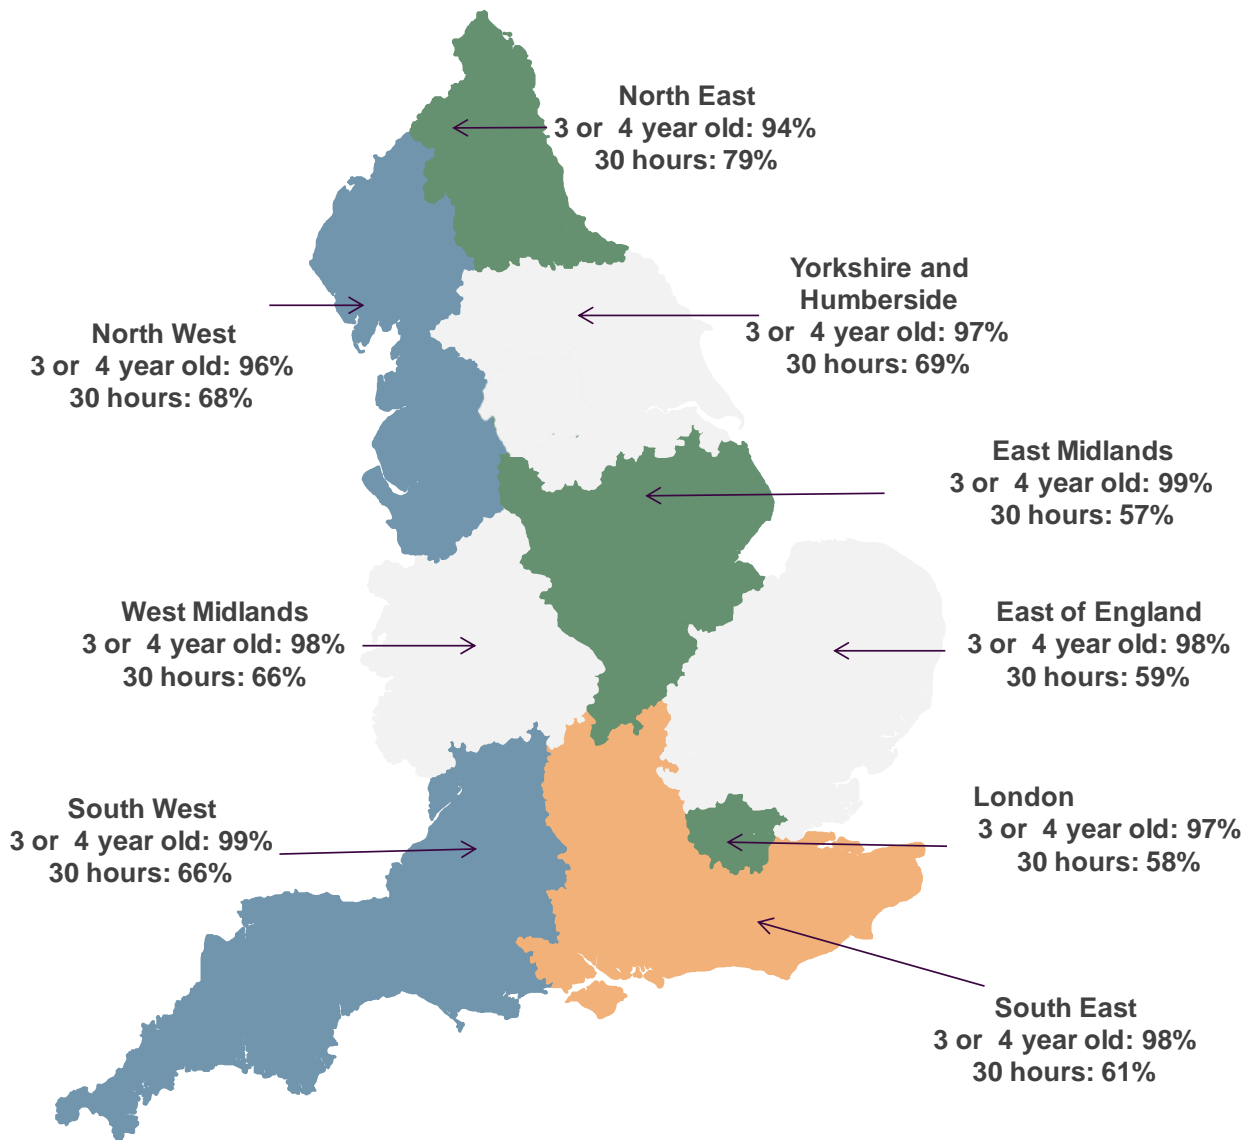 North East
3 or 4 year old: 94%
30 hours: 79%
Yorkshire and
Humberside
3 or 4 year old: 97%
30 hours: 69%
North West
3 or 4 year old: 96%
30 hours: 68%
East Midlands
3 or 4 year old: 99%
30 hours: 57%
West Midlands
3 or 4 year old: 98%
30 hours: 66%
East of England
3 or 4 year old: 98%
30 hours: 59%
South West
3 or 4 year old: 99%
30 hours: 66%
London
3 or 4 year old: 97%
30 hours: 58%
South East
3 or 4 year old: 98%
30 hours: 61%